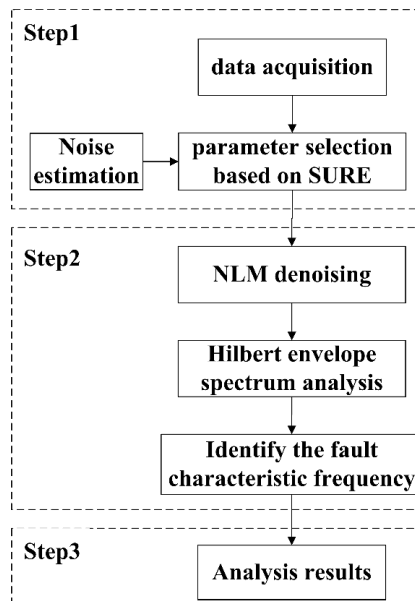 Step1
data acquisition
Noise
estimation
parameter selection
based on SURE
Step2
NLM denoising
Hilbert envelope
spectrum analysis
Identify the fault
characteristic frequency
Step3
Analysis results